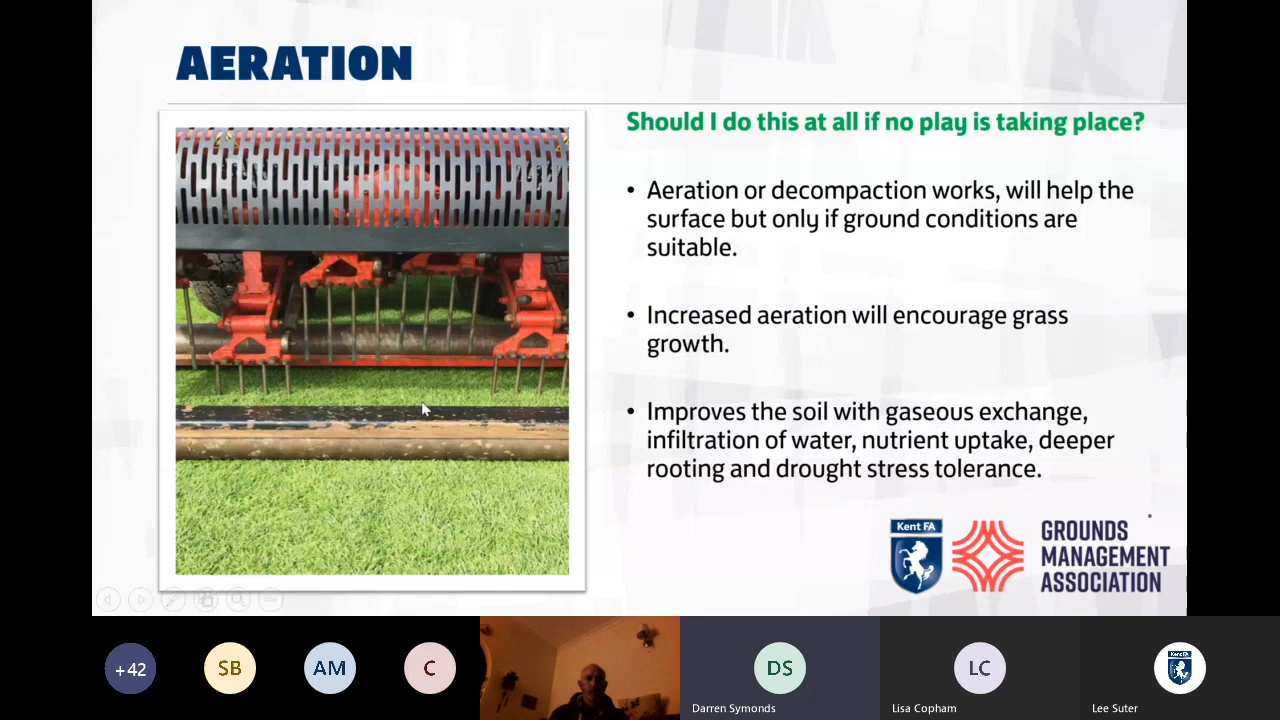 AERATION
Should I do this at all if no play is taking place?
• Aeration or decompaction works, will help the
surface but only if ground conditions are
suitable.
• Increased aeration will encourage grass
growth.
• Improves the soil with gaseous exchange,
infiltration of water, nutrient uptake, deeper
rooting and drought stress tolerance.
Kent FA
GROUNDS
MANAGEMENT
ASSOCIATION
+42
SB
AM
C
DS
LC
Kent FA
Darren Symonds
Lisa Copham
Lee Suter